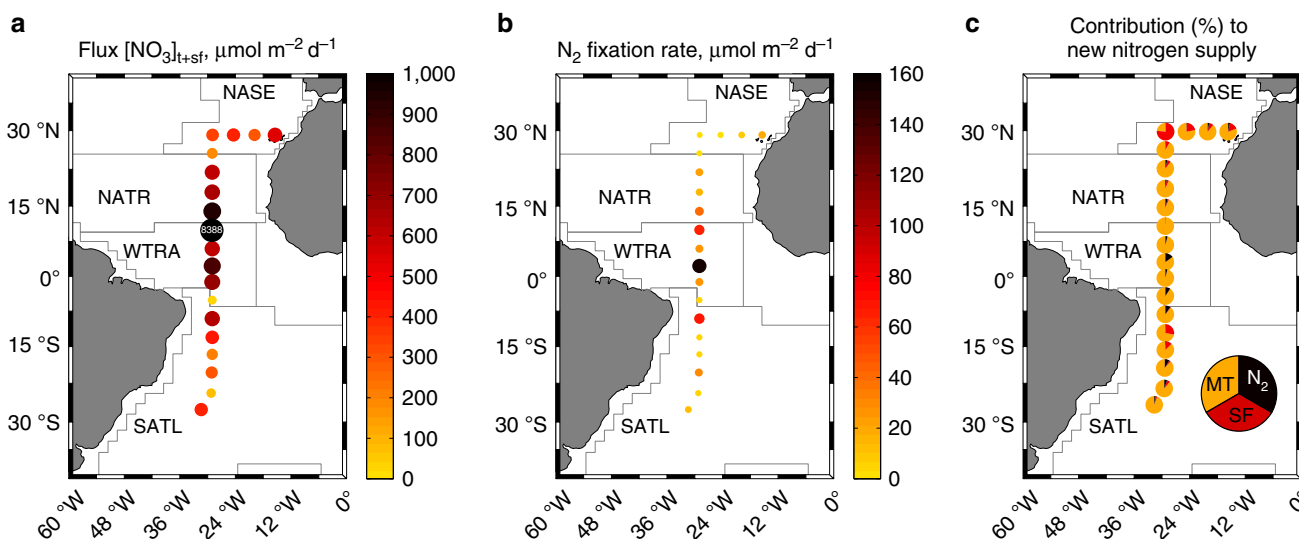 a
Flux [NO₃]t+sf, μmol m⁻² d⁻¹
NASE
NATR
WTRA
SATL
8388
30 °N
15 °N
0°
15 °S
30 °S
60 °W
48 °W
36 °W
24 °W
12 °W
0°
1,000
900
800
700
600
500
400
300
200
100
0
b
N₂ fixation rate, μmol m⁻² d⁻¹
NASE
NATR
WTRA
SATL
30 °N
15 °N
0°
15 °S
30 °S
60 °W
48 °W
36 °W
24 °W
12 °W
0°
160
140
120
100
80
60
40
20
0
c
Contribution (%) to
new nitrogen supply
NASE
NATR
WTRA
SATL
MT
N₂
SF
30 °N
15 °N
0°
15 °S
30 °S
60 °W
48 °W
36 °W
24 °W
12 °W
0°